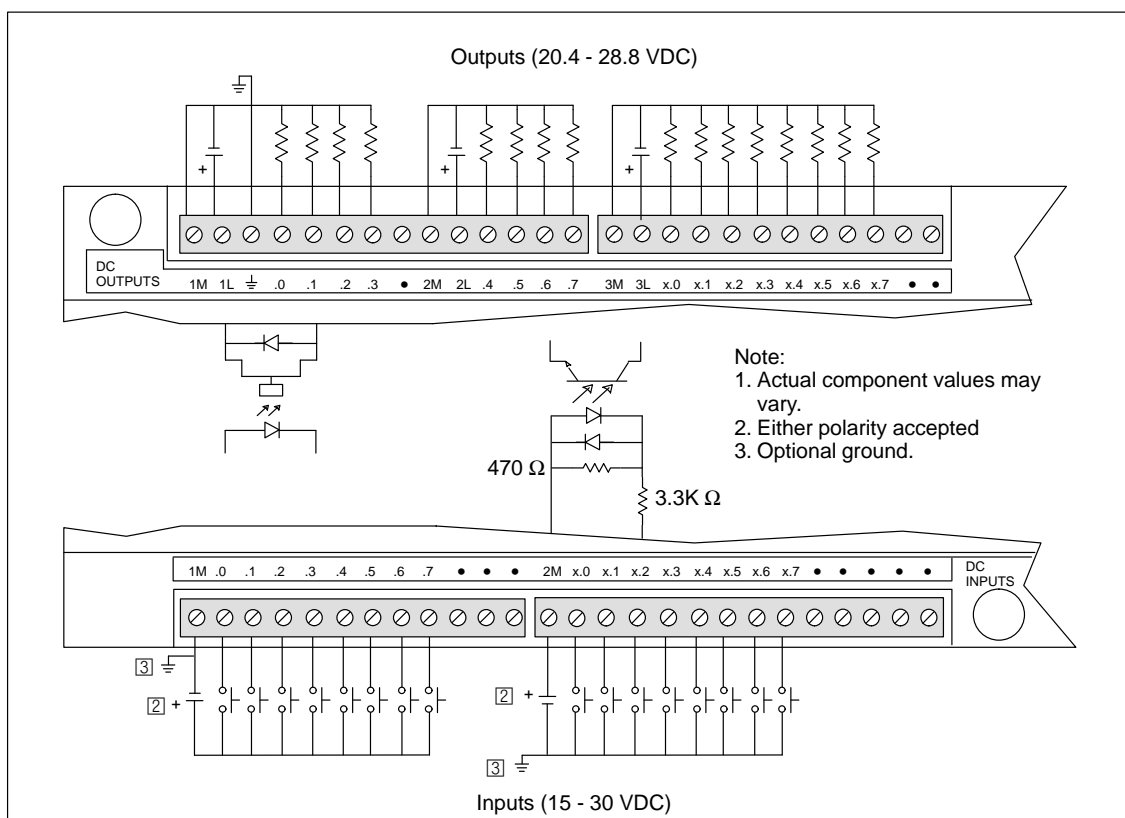 Outputs (20.4 - 28.8 VDC)
+ + +
DC
OUTPUTS
1M 1L .0 .1 .2 .3 • 2M 2L .4 .5 .6 .7 3M 3L x.0 x.1 x.2 x.3 x.4 x.5 x.6 x.7 • •
Note:
1. Actual component values may
vary.
2. Either polarity accepted
3. Optional ground.
470 Ω
3.3K Ω
1M .0 .1 .2 .3 .4 .5 .6 .7 • • • 2M x.0 x.1 x.2 x.3 x.4 x.5 x.6 x.7 • • • • •
DC
INPUTS
3
2 +
2 +
3
Inputs (15 - 30 VDC)